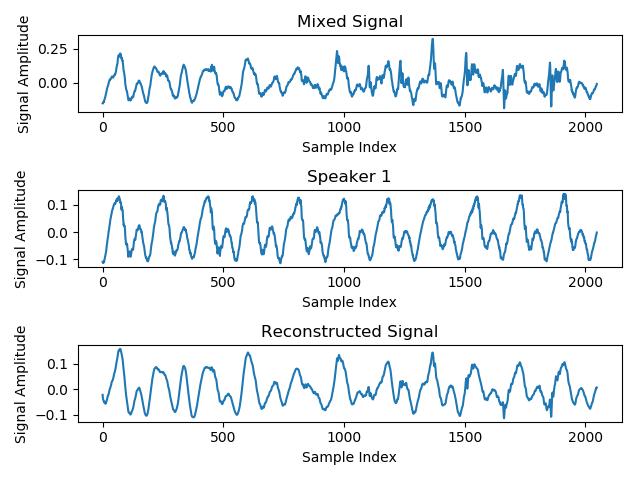 Mixed Signal
Signal Amplitude
0.25
0.00
0
500
1000
1500
2000
Sample Index
Speaker 1
Signal Amplitude
0.1
0.0
−0.1
0
500
1000
1500
2000
Sample Index
Reconstructed Signal
Signal Amplitude
0.1
0.0
−0.1
0
500
1000
1500
2000
Sample Index